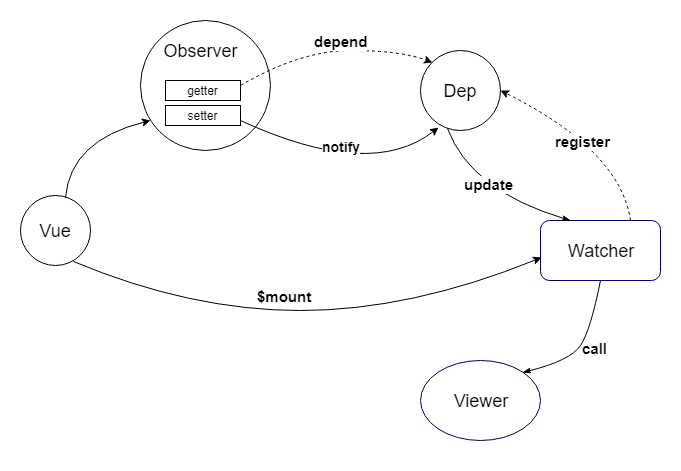 Observer
depend
getter
Dep
setter
notify
register
update
Vue
Watcher
$mount
call
Viewer